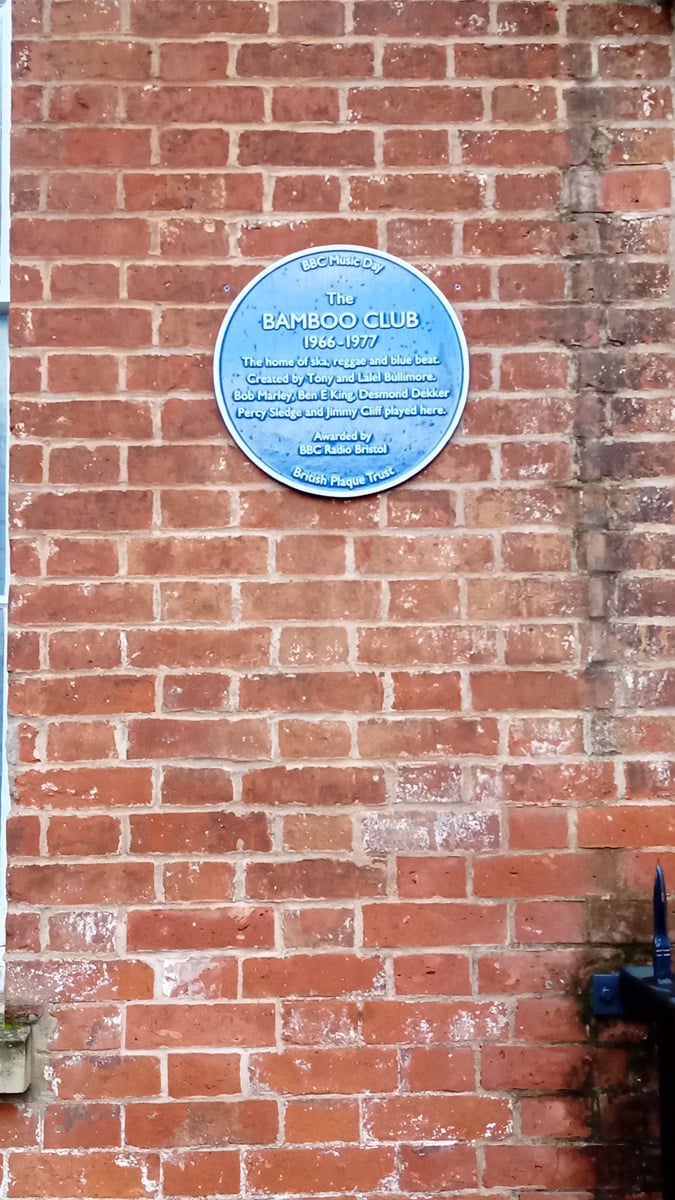 BBC Music Day
The
BAMBOO CLUB
1966-1977
The home of ska, reggae and blue beat.
Created by Tony and Lalel Bullimore.
Bob Marley, Ben E King, Desmond Dekker
Percy Sledge and Jimmy Cliff played here.
Awarded by
BBC Radio Bristol
British Plaque Trust